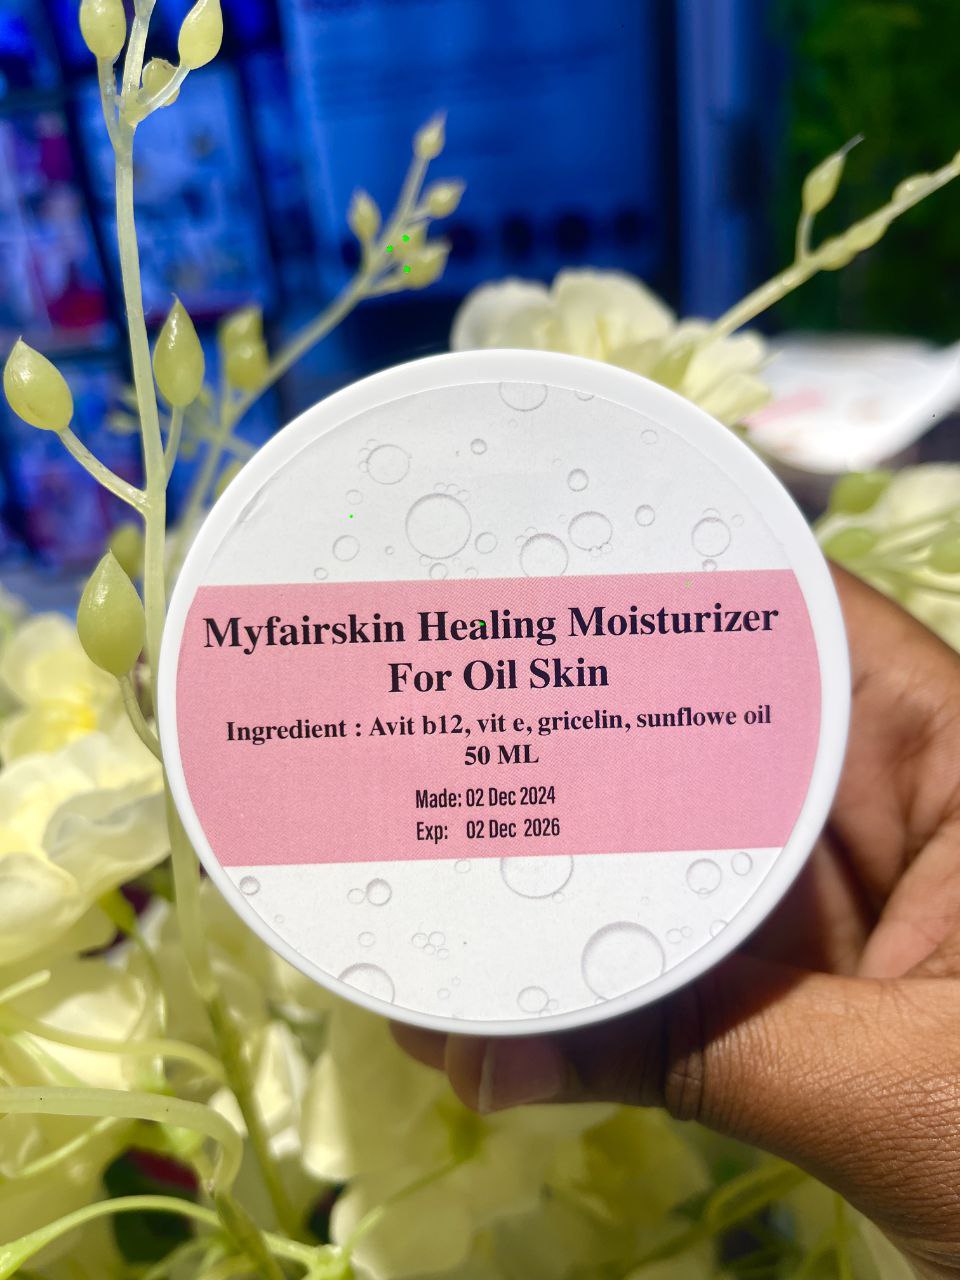 Myfairskin Healing Moisturizer
For Oil Skin
Ingredient : Avit b12, vit e, gricelin, sunflowe oil
50 ML
Made: 02 Dec 2024
Exp: 02 Dec 2026